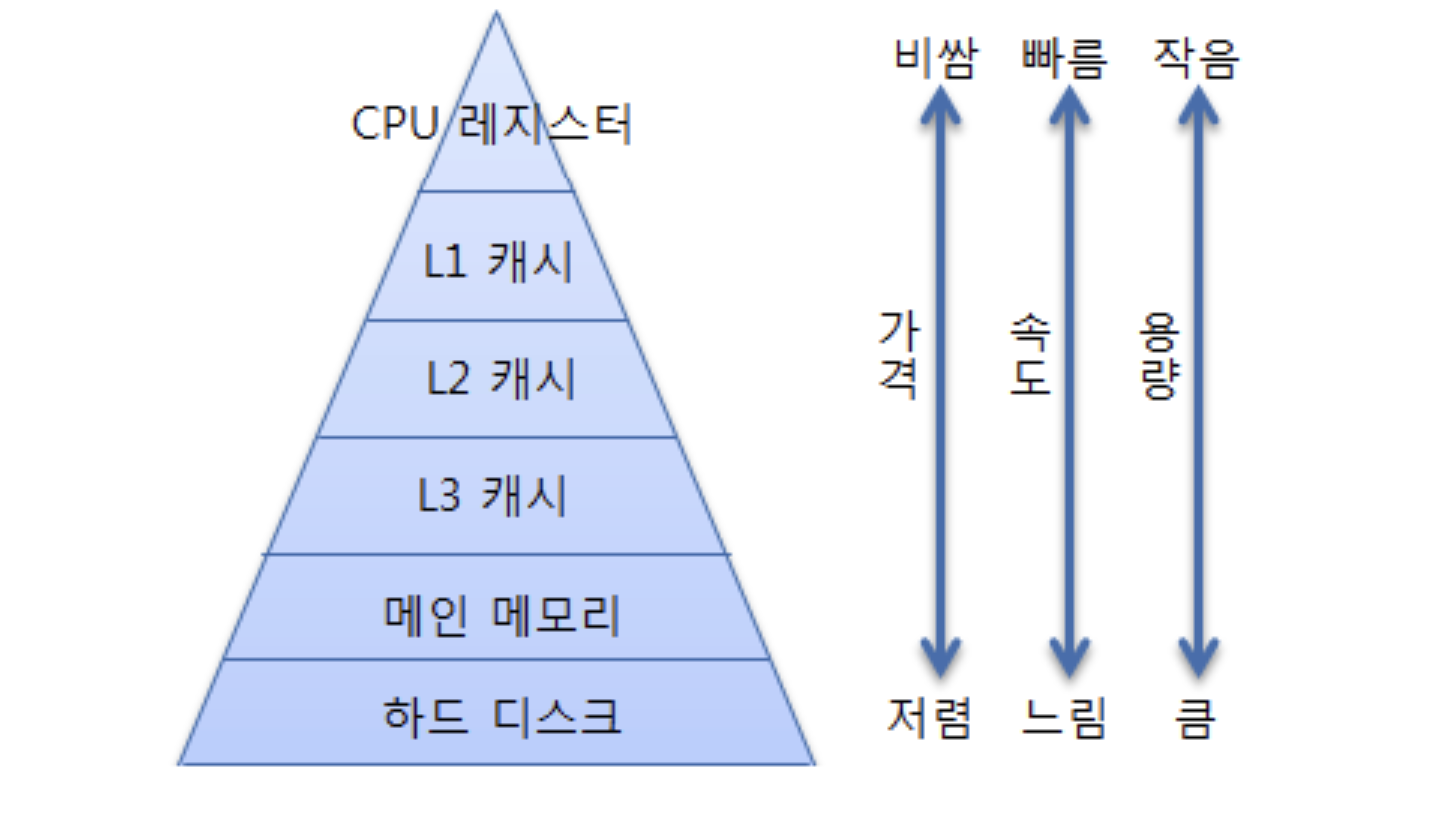 비쌈 빠름 작음
CPU 레지스터
L1 캐시
가격
속도
용량
L2 캐시
L3 캐시
메인 메모리
하드 디스크
저렴 느림 큼